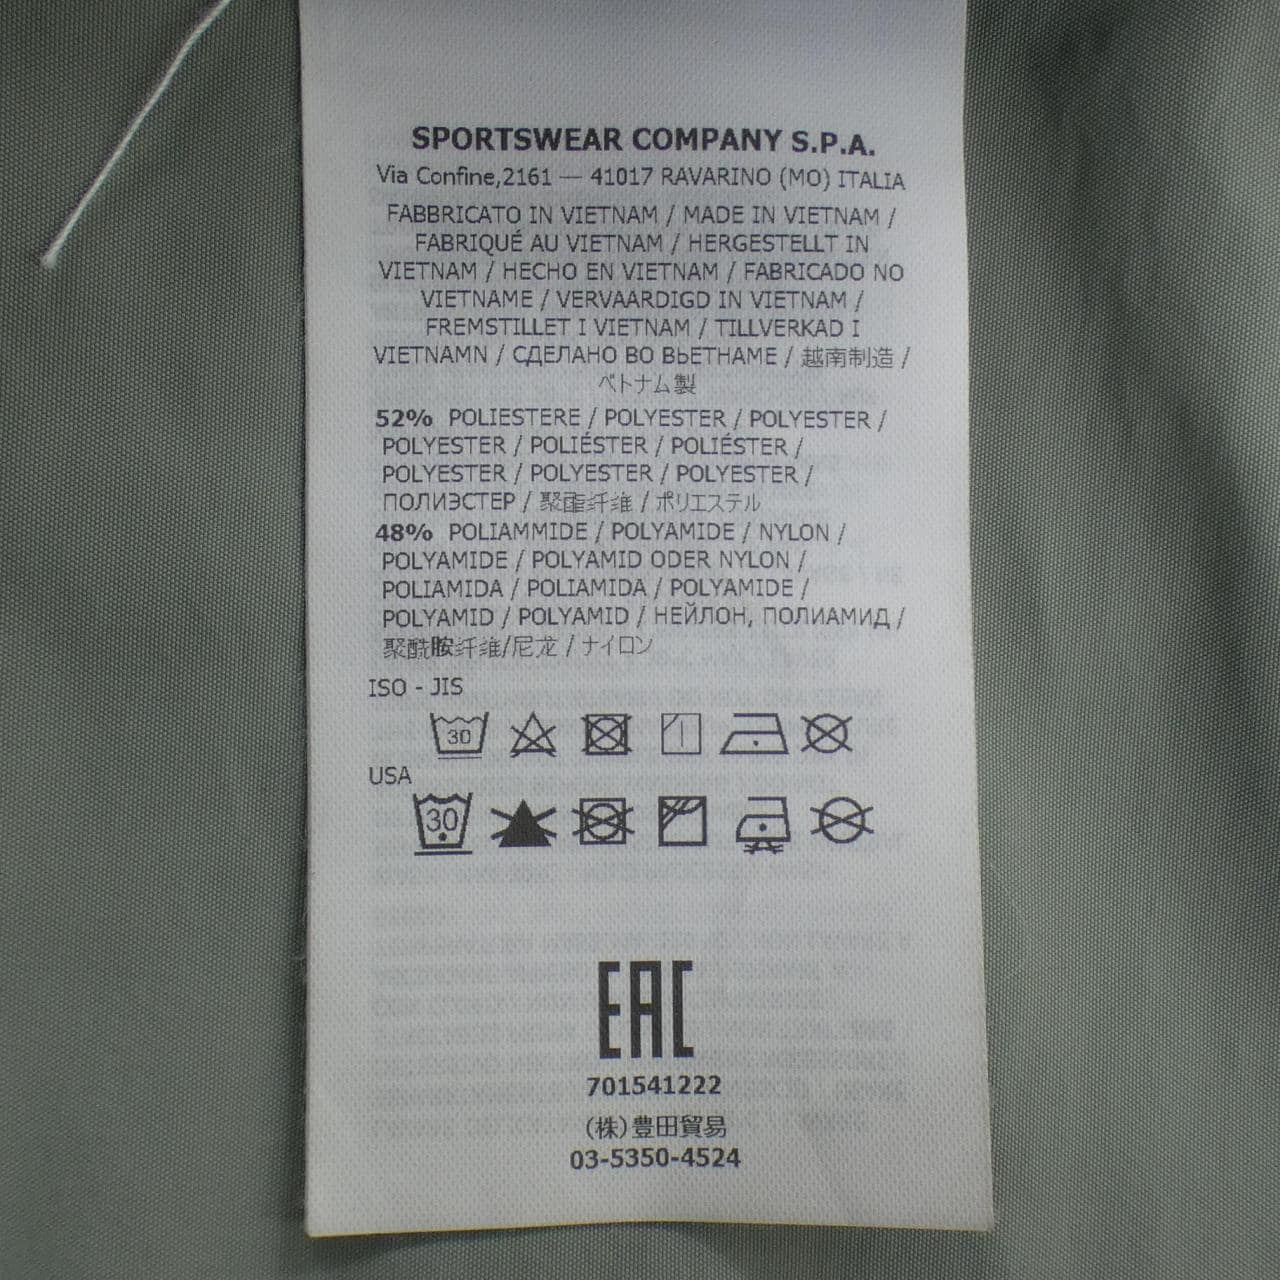 SPORTSWEAR COMPANY S.P.A.
Via Confine,2161 — 41017 RAVARINO (MO) ITALIA
FABBRICATO IN VIETNAM / MADE IN VIETNAM /
FABRIQUÉ AU VIETNAM / HERGESTELLT IN
VIETNAM / HECHO EN VIETNAM / FABRICADO NO
VIETNAME / VERVAARDIGD IN VIETNAM /
FREMSTILLET I VIETNAM / TILLVERKAD I
VIETNAMN / СДЕЛАНО ВО ВЬЕТНАМЕ / 越南制造 /
ベトナム製
52% POLIESTERE / POLYESTER / POLYESTER /
POLYESTER / POLIÉSTER / POLIÉSTER /
POLYESTER / POLYESTER / POLYESTER /
ПОЛИЭСТЕР / 聚酯纤维 / ポリエステル
48% POLIAMMIDE / POLYAMIDE / NYLON /
POLYAMIDE / POLYAMID ODER NYLON /
POLIAMIDA / POLIAMIDA / POLYAMIDE /
POLYAMID / POLYAMID / НЕЙЛОН, ПОЛИАМИД /
聚酰胺纤维/尼龙 / ナイロン
ISO - JIS
30
USA
30
EAC
701541222
(株)豊田貿易
03-5350-4524